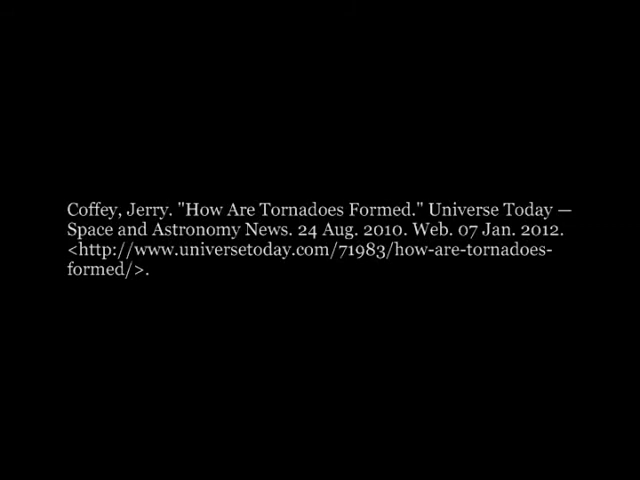 Coffey, Jerry. "How Are Tornadoes Formed." Universe Today —
Space and Astronomy News. 24 Aug. 2010. Web. 07 Jan. 2012.
<http://www.universetoday.com/71983/how-are-tornadoes-
formed/>.